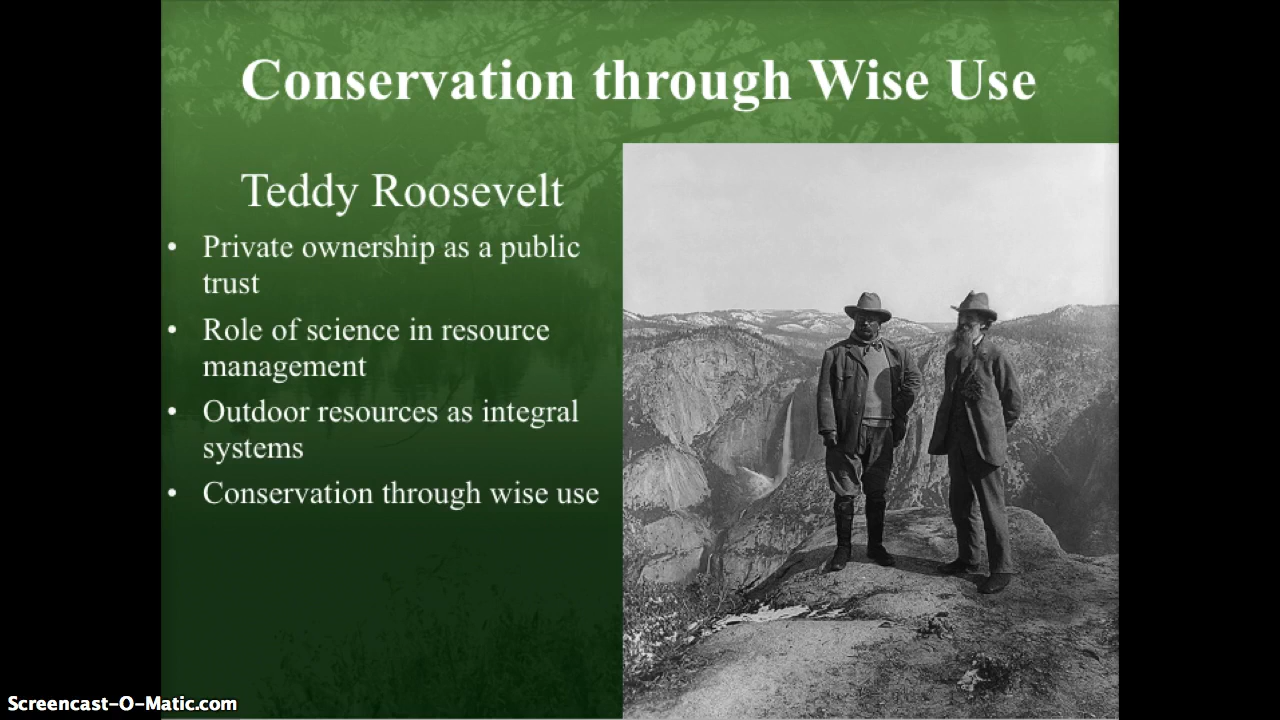 Conservation through Wise Use
Teddy Roosevelt
• Private ownership as a public
trust
• Role of science in resource
management
• Outdoor resources as integral
systems
• Conservation through wise use
Screencast-O-Matic.com